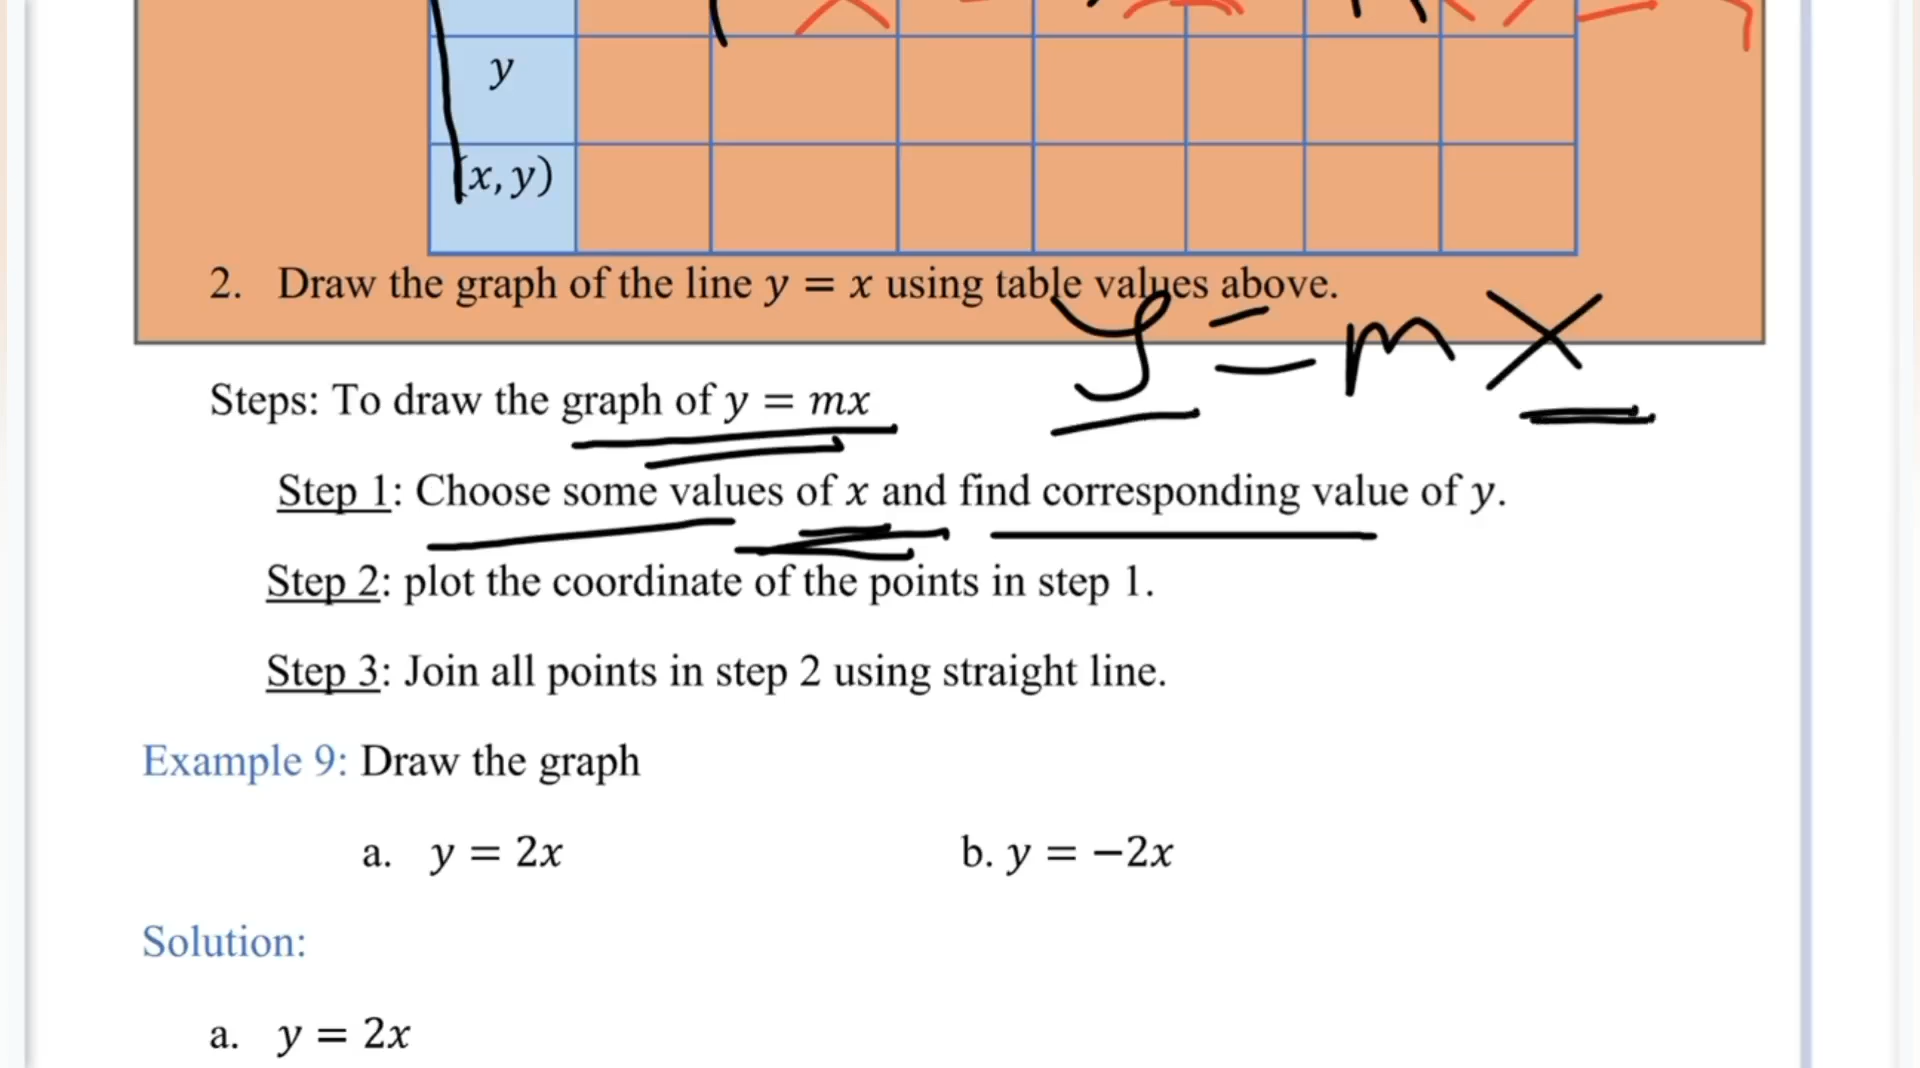 y
(x, y)
2. Draw the graph of the line y = x using table values above.
y = mx
Steps: To draw the graph of y = mx
Step 1: Choose some values of x and find corresponding value of y.
Step 2: plot the coordinate of the points in step 1.
Step 3: Join all points in step 2 using straight line.
Example 9: Draw the graph
a. y = 2x b. y = −2x
Solution:
a. y = 2x